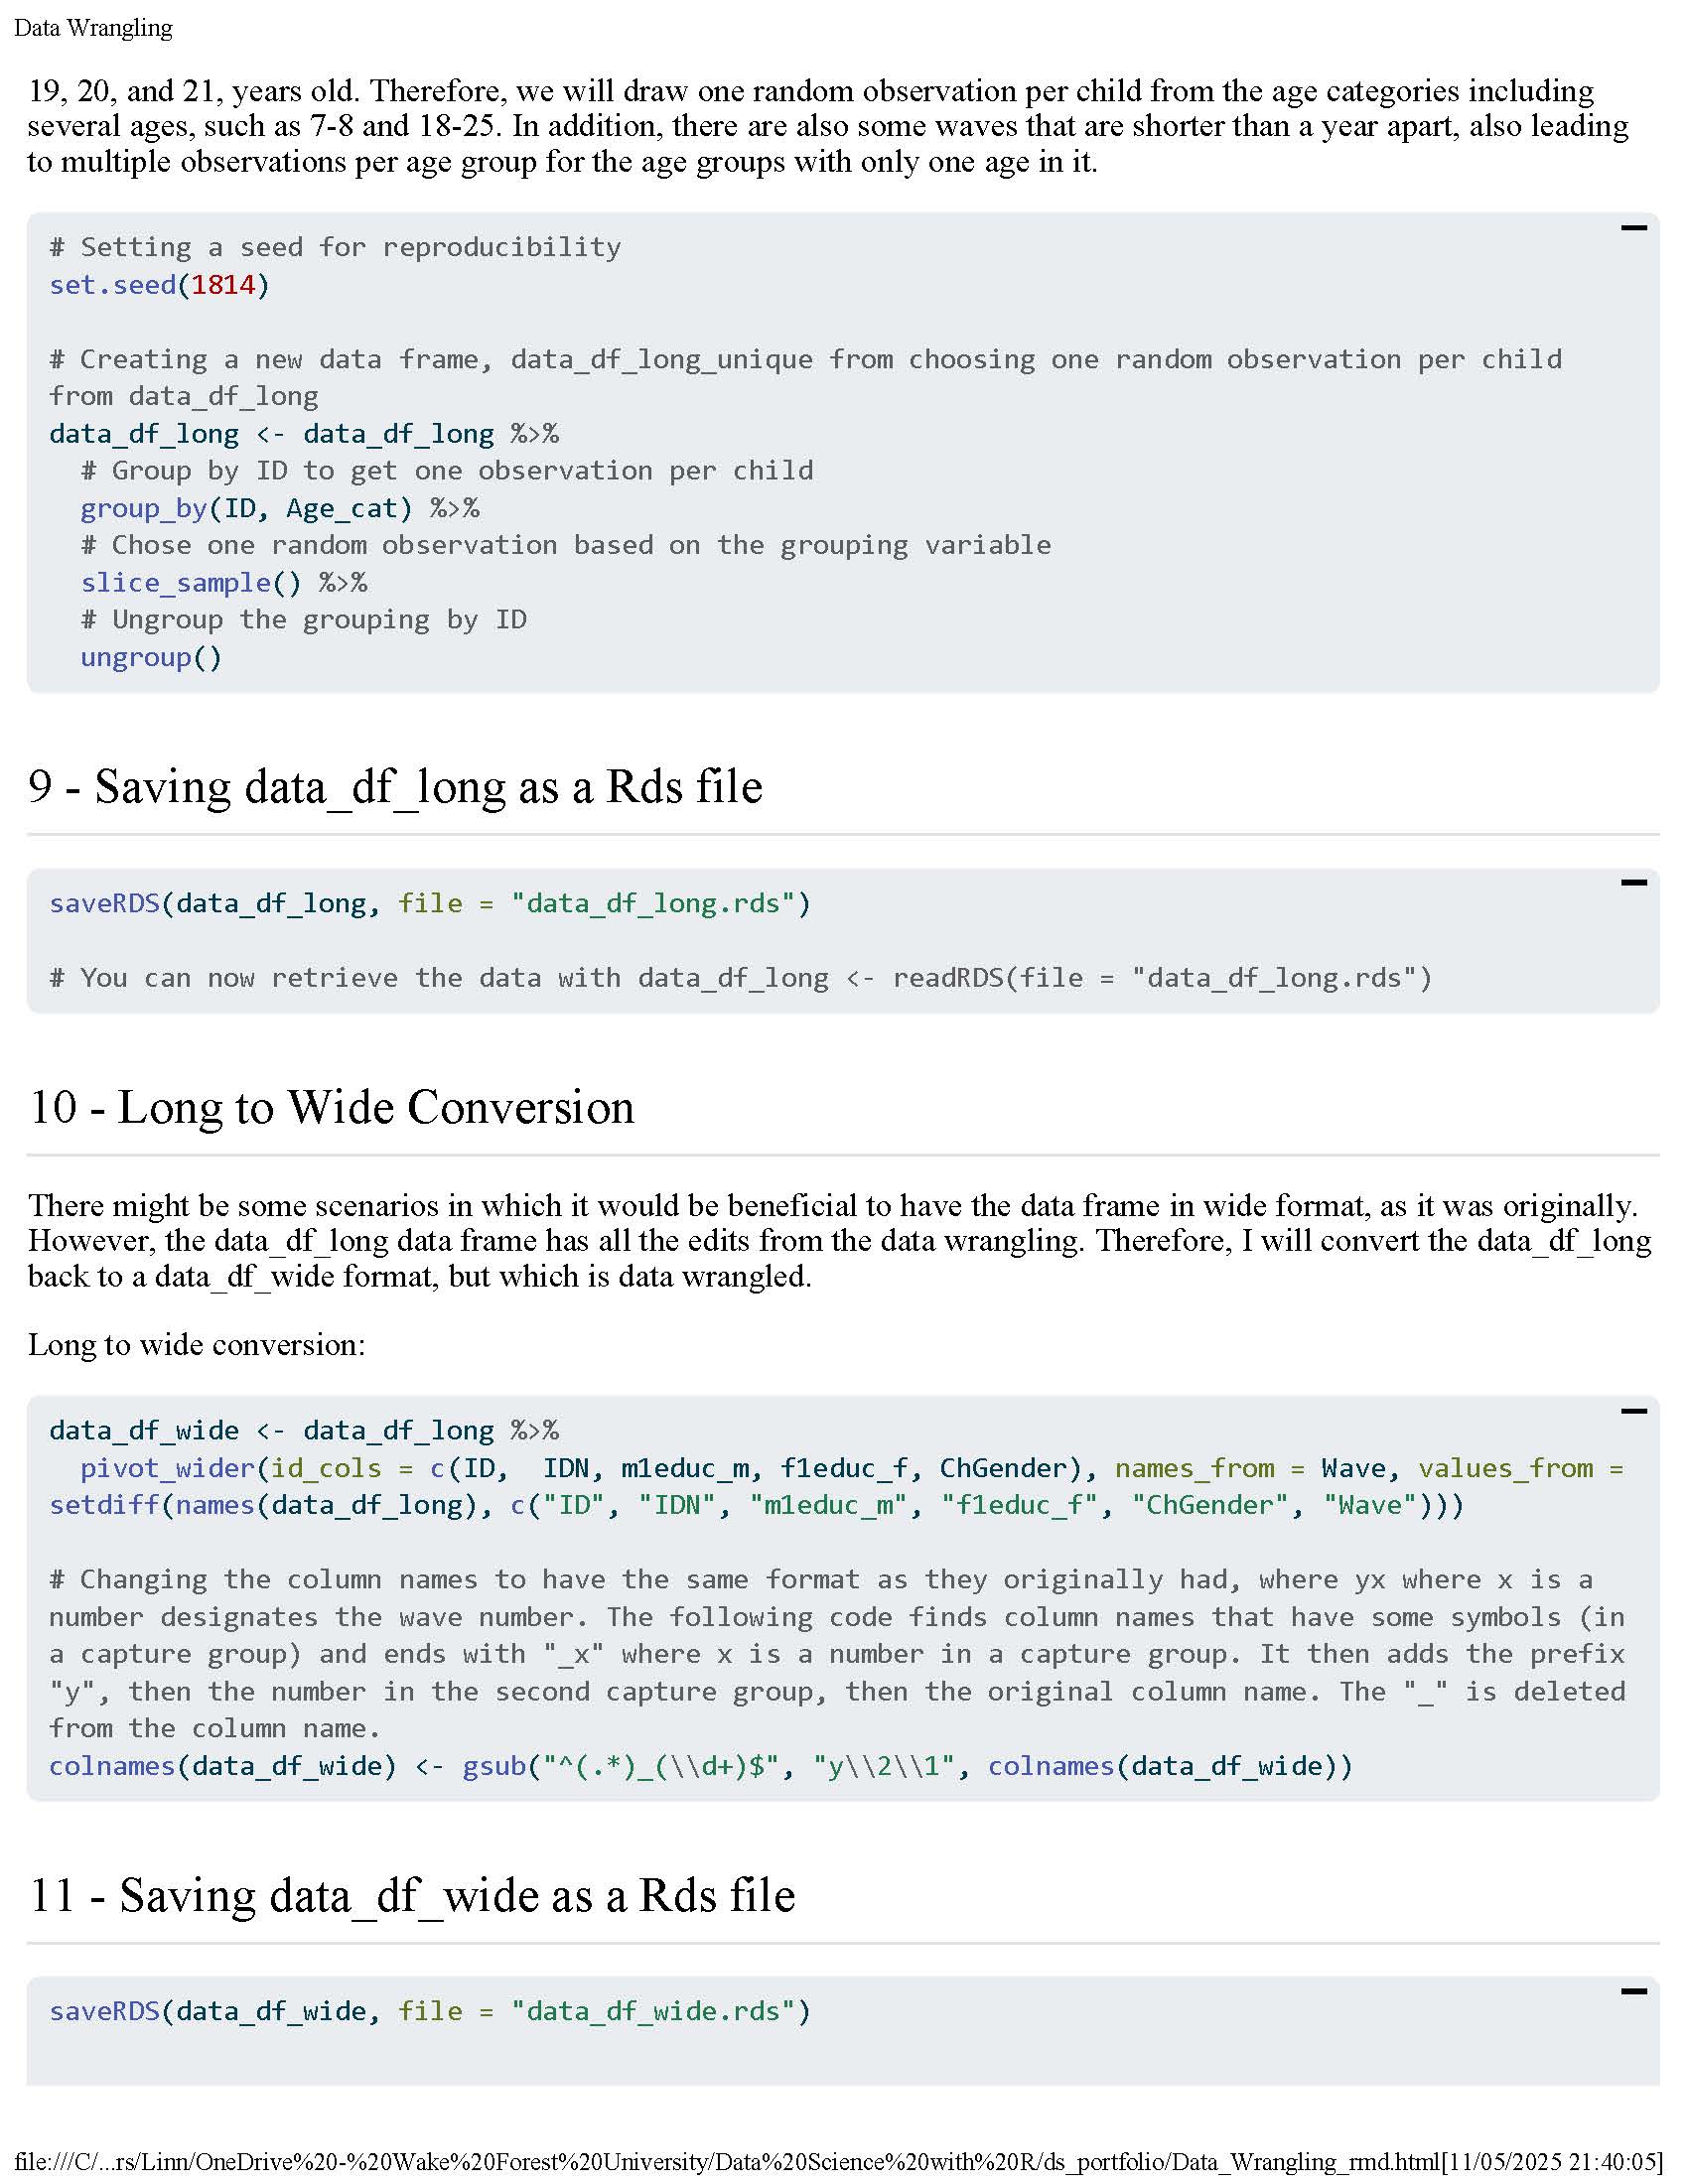 Data Wrangling
19, 20, and 21, years old. Therefore, we will draw one random observation per child from the age categories including
several ages, such as 7-8 and 18-25. In addition, there are also some waves that are shorter than a year apart, also leading
to multiple observations per age group for the age groups with only one age in it.
# Setting a seed for reproducibility
set.seed(1814)
# Creating a new data frame, data_df_long_unique from choosing one random observation per child
from data_df_long
data_df_long <- data_df_long %>%
  # Group by ID to get one observation per child
  group_by(ID, Age_cat) %>%
  # Chose one random observation based on the grouping variable
  slice_sample() %>%
  # Ungroup the grouping by ID
  ungroup()
9 - Saving data_df_long as a Rds file
saveRDS(data_df_long, file = "data_df_long.rds")
# You can now retrieve the data with data_df_long <- readRDS(file = "data_df_long.rds")
10 - Long to Wide Conversion
There might be some scenarios in which it would be beneficial to have the data frame in wide format, as it was originally.
However, the data_df_long data frame has all the edits from the data wrangling. Therefore, I will convert the data_df_long
back to a data_df_wide format, but which is data wrangled.
Long to wide conversion:
data_df_wide <- data_df_long %>%
  pivot_wider(id_cols = c(ID,  IDN, m1educ_m, f1educ_f, ChGender), names_from = Wave, values_from =
setdiff(names(data_df_long), c("ID", "IDN", "m1educ_m", "f1educ_f", "ChGender", "Wave")))
# Changing the column names to have the same format as they originally had, where yx where x is a
number designates the wave number. The following code finds column names that have some symbols (in
a capture group) and ends with "_x" where x is a number in a capture group. It then adds the prefix
"y", then the number in the second capture group, then the original column name. The "_" is deleted
from the column name.
colnames(data_df_wide) <- gsub("^(.*)_(\\d+)$", "y\\2\\1", colnames(data_df_wide))
11 - Saving data_df_wide as a Rds file
saveRDS(data_df_wide, file = "data_df_wide.rds")
file:///C/...rs/Linn/OneDrive%20-%20Wake%20Forest%20University/Data%20Science%20with%20R/ds_portfolio/Data_Wrangling_rmd.html[11/05/2025 21:40:05]